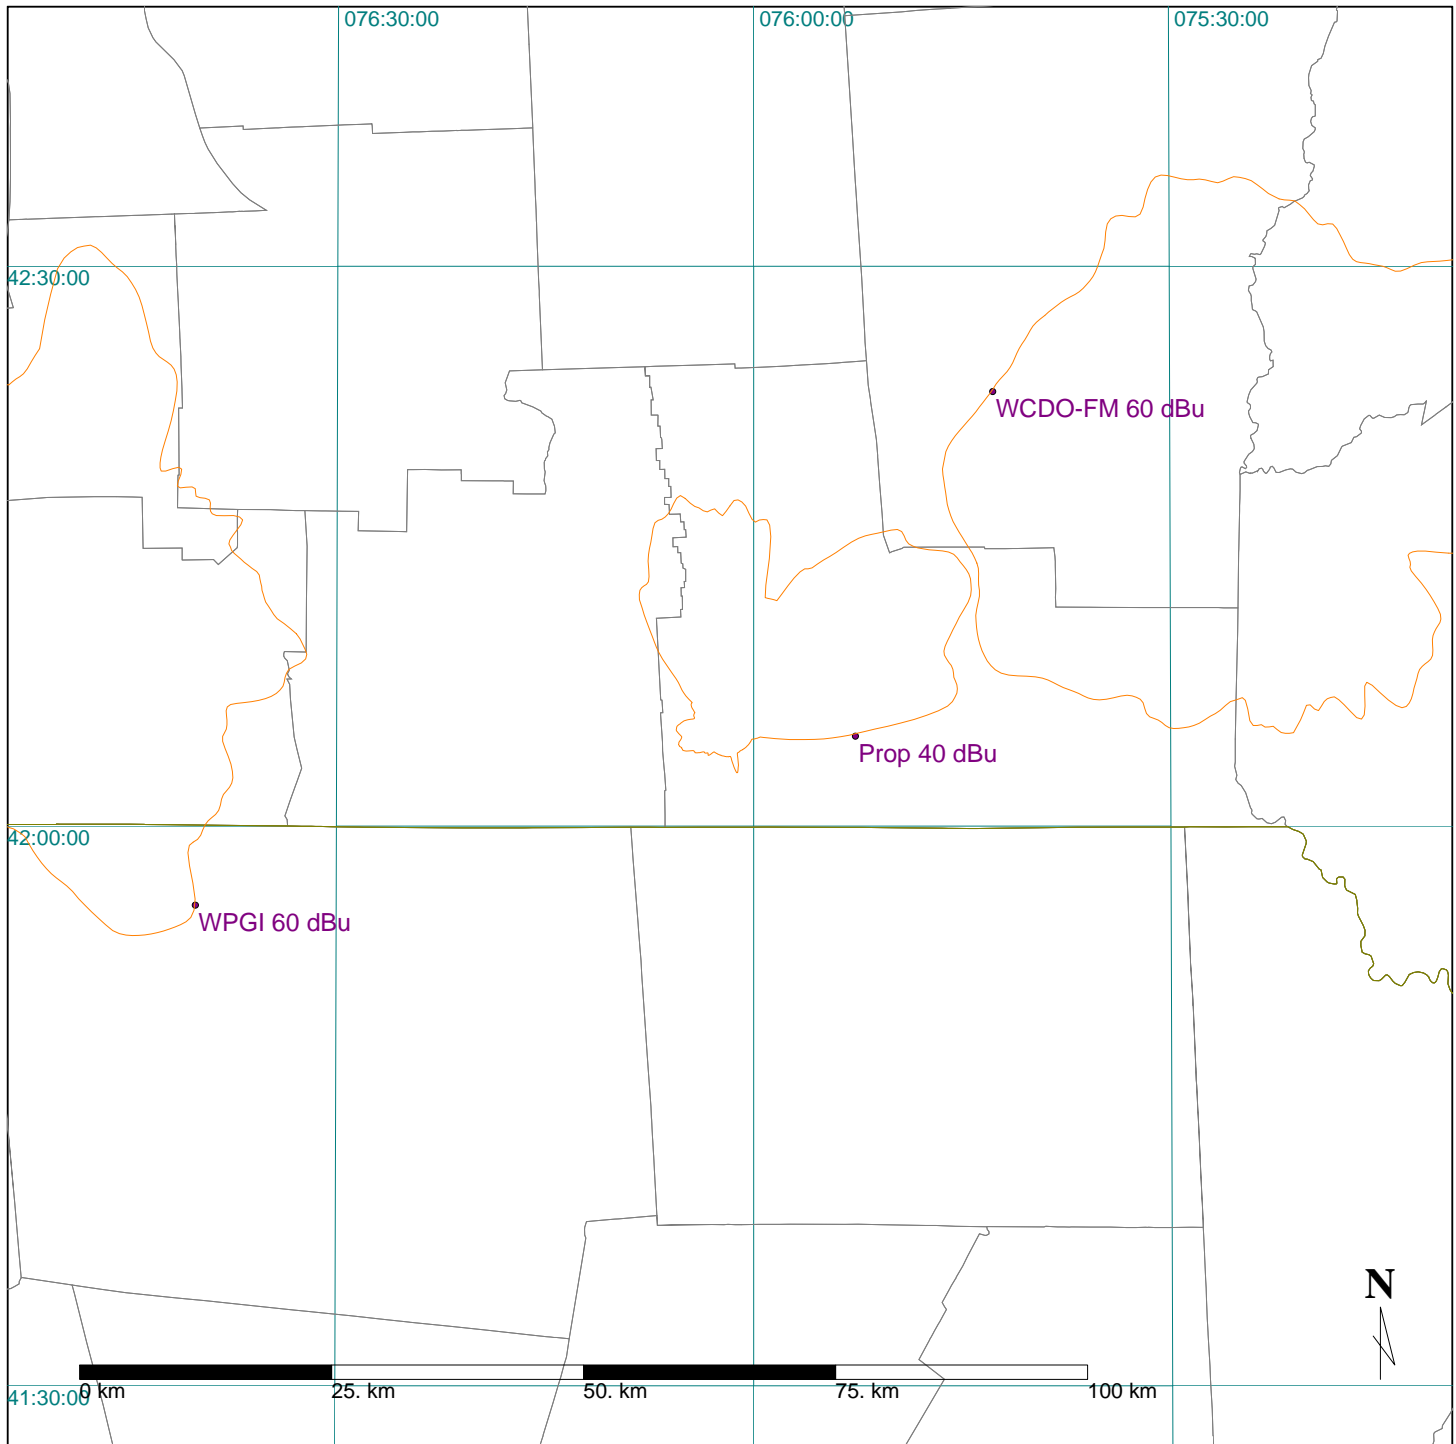 076:30:00
076:00:00
075:30:00
42:30:00
WCDO-FM 60 dBu
Prop 40 dBu
42:00:00
WPGI 60 dBu
N
0 km
25. km
50. km
75. km
100 km
41:30:00